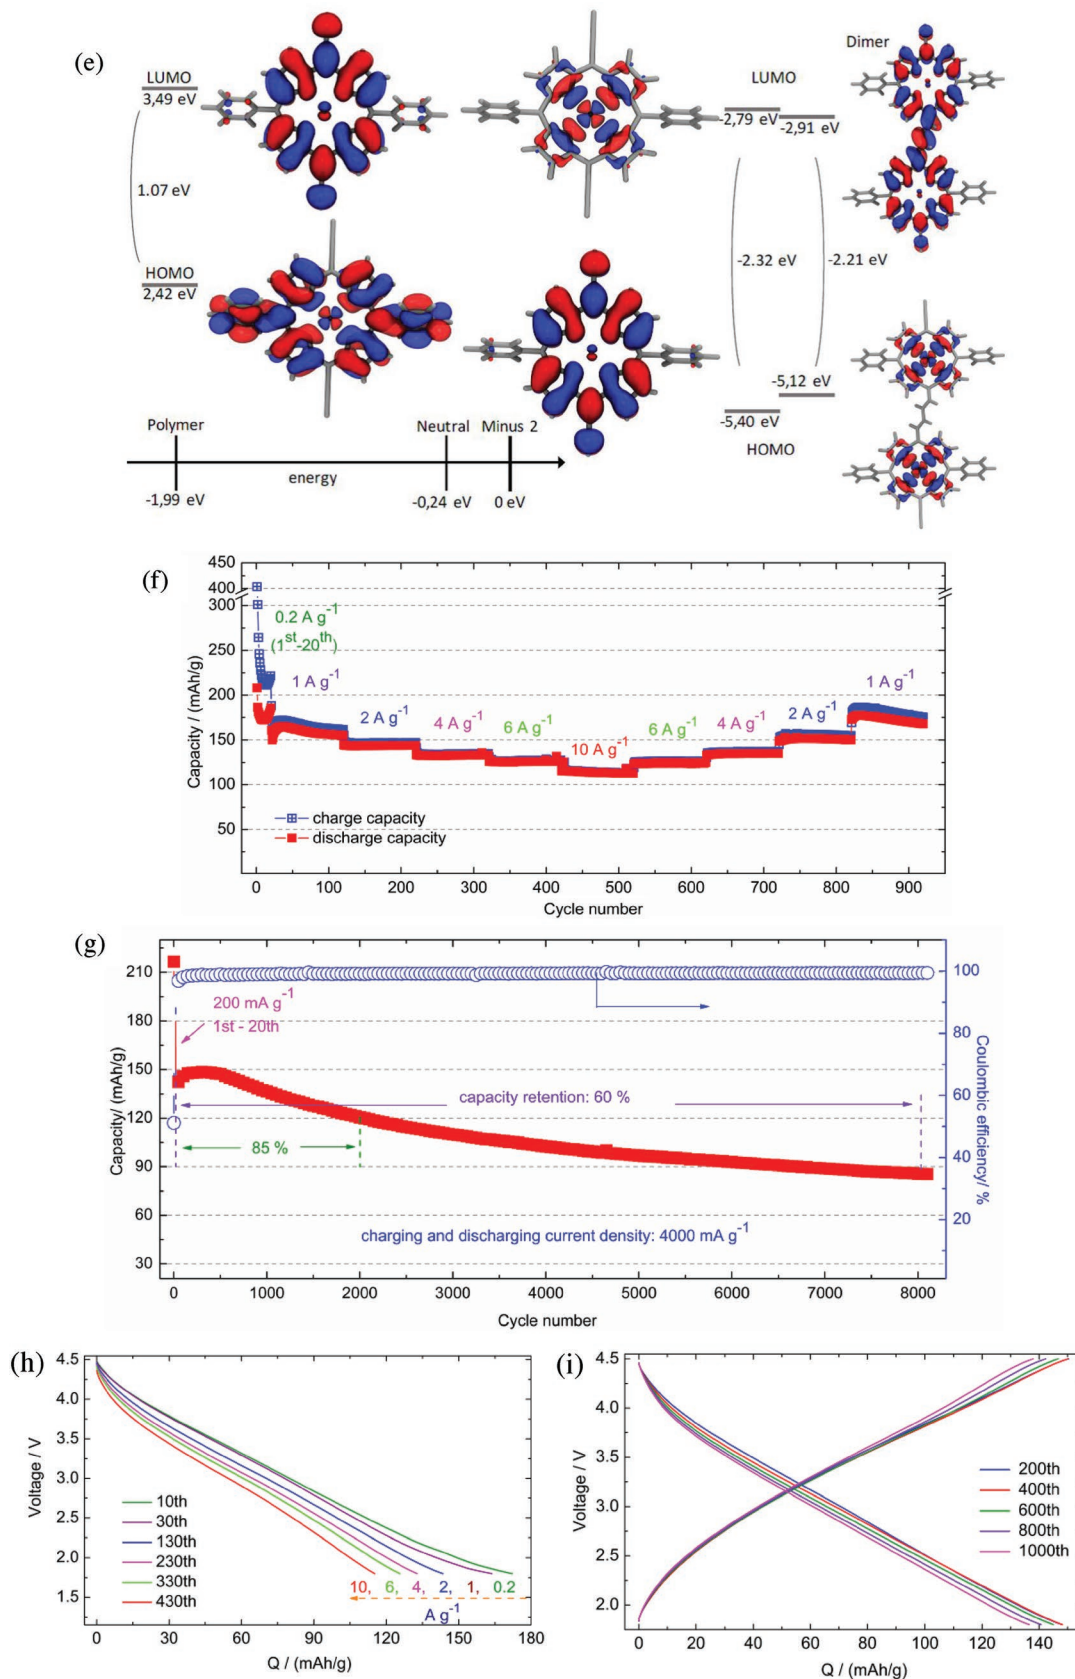 (e)
LUMO
3,49 eV
1.07 eV
HOMO
2,42 eV
LUMO
-2,79 eV
-2,91 eV
Dimer
-2.32 eV
-2.21 eV
-5,12 eV
-5,40 eV
HOMO
Polymer
Neutral
Minus 2
energy
-1,99 eV
-0,24 eV
0 eV
(f)
450
400
300
250
200
150
100
50
Capacity / (mAh/g)
0.2 A g⁻¹
(1ˢᵗ-20ᵗʰ)
1 A g⁻¹
2 A g⁻¹
4 A g⁻¹
6 A g⁻¹
10 A g⁻¹
6 A g⁻¹
4 A g⁻¹
2 A g⁻¹
1 A g⁻¹
charge capacity
discharge capacity
0 100 200 300 400 500 600 700 800 900
Cycle number
(g)
210
180
150
120
90
60
30
Capacity/ (mAh/g)
200 mA g⁻¹
1st - 20th
capacity retention: 60 %
85 %
charging and discharging current density: 4000 mA g⁻¹
100
80
60
40
20
Coulombic efficiency/ %
0 1000 2000 3000 4000 5000 6000 7000 8000
Cycle number
(h)
4.5
4.0
3.5
3.0
2.5
2.0
1.5
Voltage / V
10th
30th
130th
230th
330th
430th
10, 6, 4, 2, 1, 0.2
A g⁻¹
0 30 60 90 120 150 180
Q / (mAh/g)
(i)
4.5
4.0
3.5
3.0
2.5
2.0
Voltage / V
200th
400th
600th
800th
1000th
0 20 40 60 80 100 120 140
Q / (mAh/g)